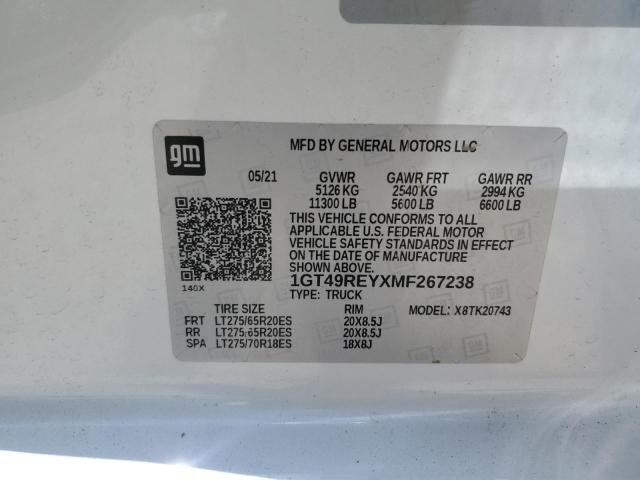 gm
MFD BY GENERAL MOTORS LLC
05/21 GVWR GAWR FRT GAWR RR
5126 KG 2540 KG 2994 KG
11300 LB 5600 LB 6600 LB
THIS VEHICLE CONFORMS TO ALL
APPLICABLE U.S. FEDERAL MOTOR
VEHICLE SAFETY STANDARDS IN EFFECT
ON THE DATE OF MANUFACTURE
SHOWN ABOVE.
140X
1GT49REYXMF267238
TYPE: TRUCK
TIRE SIZE RIM MODEL: X8TK20743
FRT LT275/65R20ES 20X8.5J
RR LT275/65R20ES 20X8.5J
SPA LT275/70R18ES 18X8J